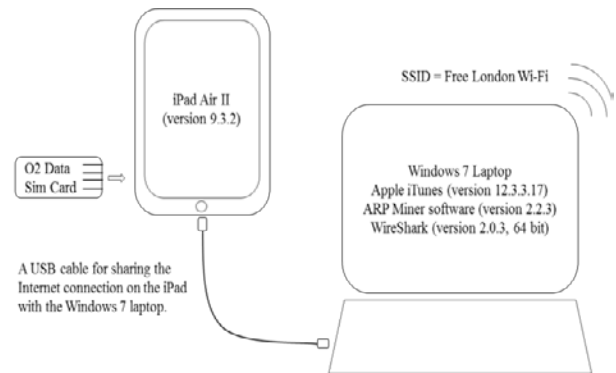 iPad Air II
(version 9.3.2)
SSID = Free London Wi-Fi
O2 Data
Sim Card
Windows 7 Laptop
Apple iTunes (version 12.3.3.17)
ARP Miner software (version 2.2.3)
WireShark (version 2.0.3, 64 bit)
A USB cable for sharing the
Internet connection on the iPad
with the Windows 7 laptop.